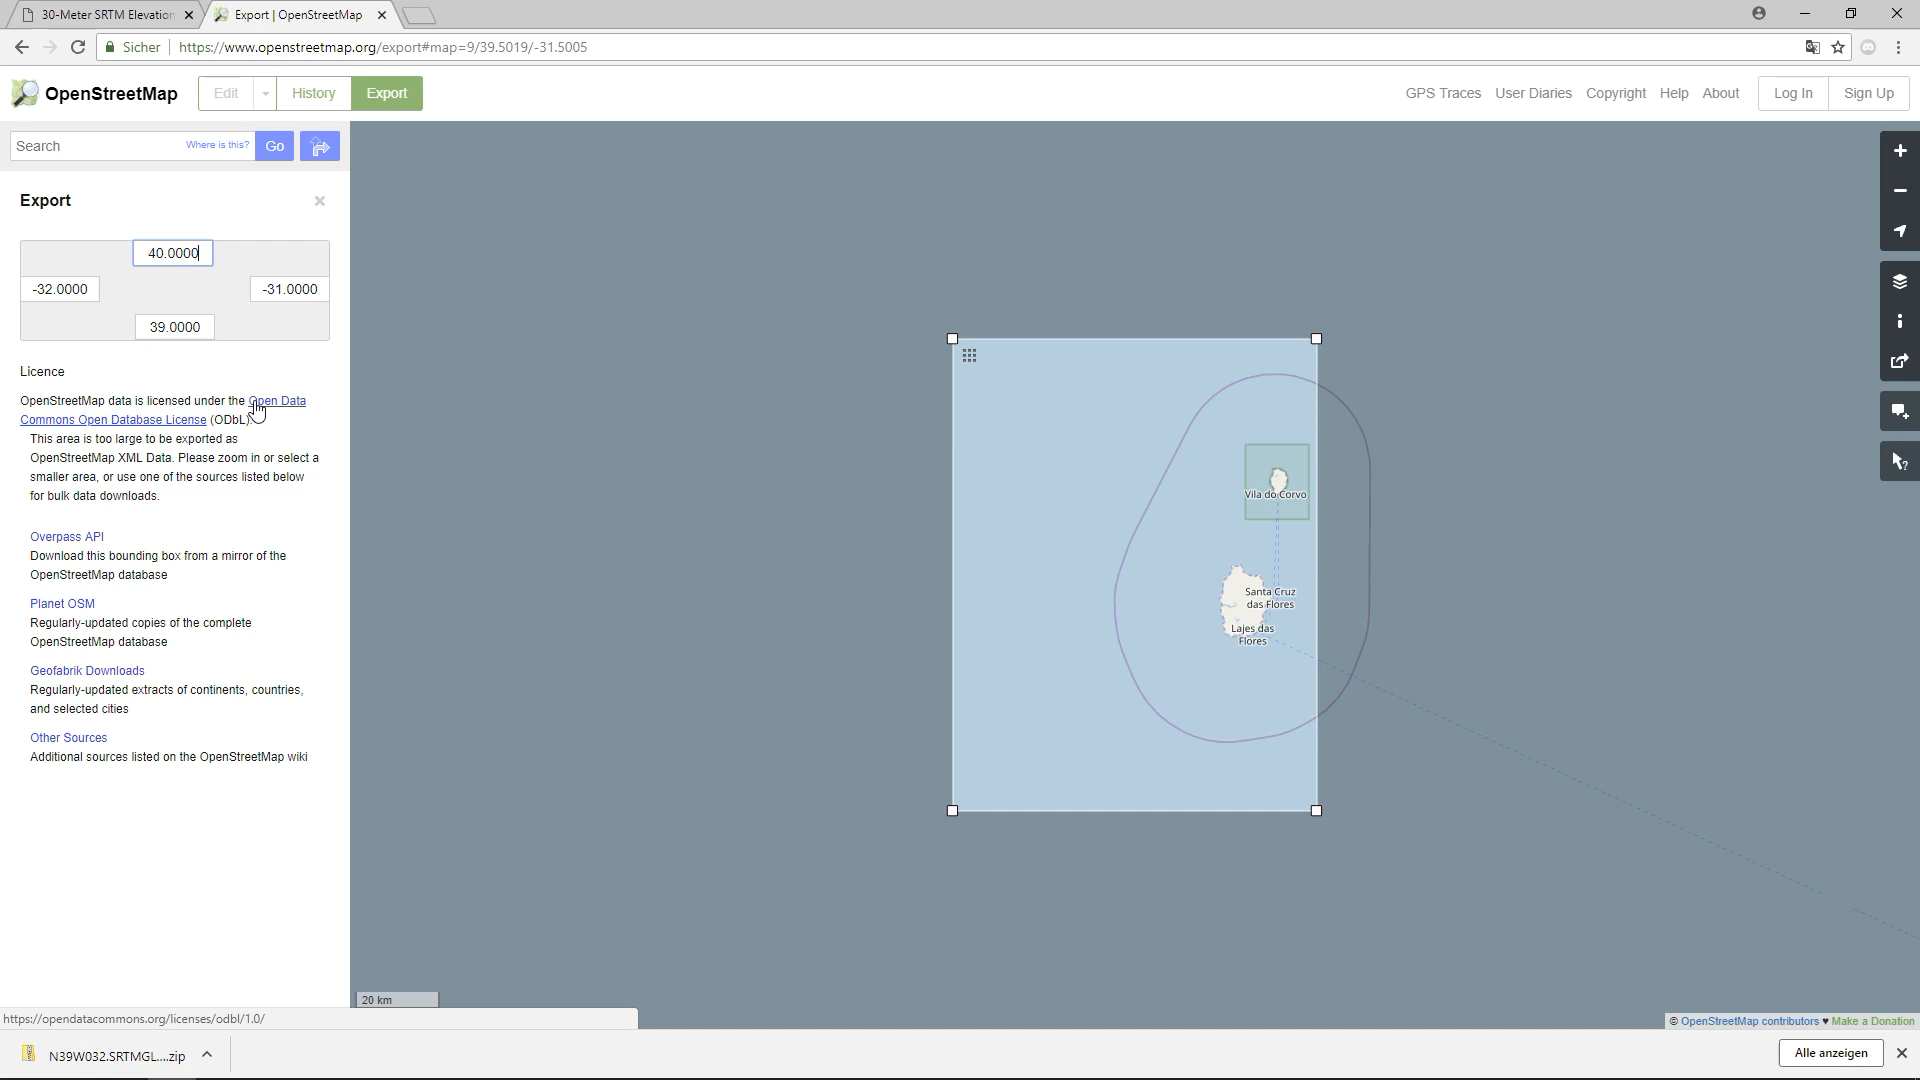 30-Meter SRTM Elevation
Export | OpenStreetMap
Sicher
https://www.openstreetmap.org/export#map=9/39.5019/-31.5005
OpenStreetMap
Edit
History
Export
GPS Traces
User Diaries
Copyright
Help
About
Log In
Sign Up
Search
Where is this?
Go
Export
40.0000
-32.0000
-31.0000
39.0000
Licence
OpenStreetMap data is licensed under the Open Data
Commons Open Database License (ODbL).
This area is too large to be exported as
OpenStreetMap XML Data. Please zoom in or select a
smaller area, or use one of the sources listed below
for bulk data downloads.
Overpass API
Download this bounding box from a mirror of the
OpenStreetMap database
Planet OSM
Regularly-updated copies of the complete
OpenStreetMap database
Geofabrik Downloads
Regularly-updated extracts of continents, countries,
and selected cities
Other Sources
Additional sources listed on the OpenStreetMap wiki
Vila do Corvo
Santa Cruz
das Flores
Lajes das
Flores
20 km
https://opendatacommons.org/licenses/odbl/1.0/
© OpenStreetMap contributors ♥ Make a Donation
N39W032.SRTMGL....zip
Alle anzeigen